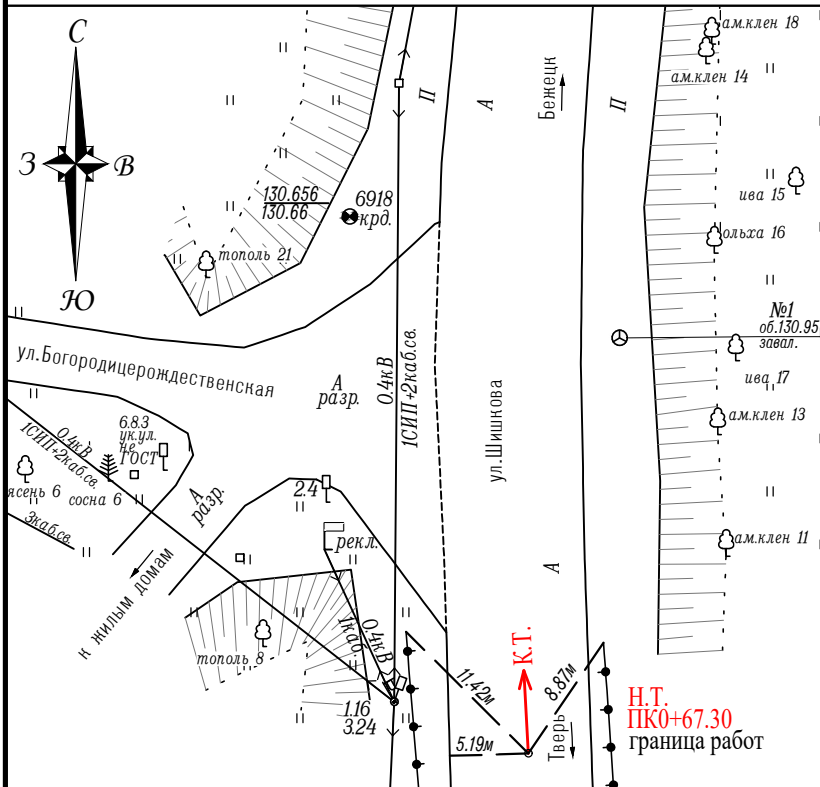 С
З
В
Ю
П
А
Бежецк
П
ам.клен 18
ам.клен 14
ива 15
ольха 16
130.656
130.66
6918
крд.
тополь 21
№1
об.130.95
завал.
ива 17
ам.клен 13
ам.клен 11
ул.Богородицерождественская
А
разр.
0.4кВ
1СИП+2каб.св.
ул.Шишкова
6.8.3
ук.ул.
не
ГОСТ
0.4кВ
1СИП+2каб.св.
ясень 6
сосна 6
3каб.св.
А
разр.
2.4
рекл.
к жилым домам
тополь 8
0.4кВ
1каб.
1.16
3.24
А
К.Т.
11.42м
8.87м
5.19м
Тверь
Н.Т.
ПК0+67.30
граница работ